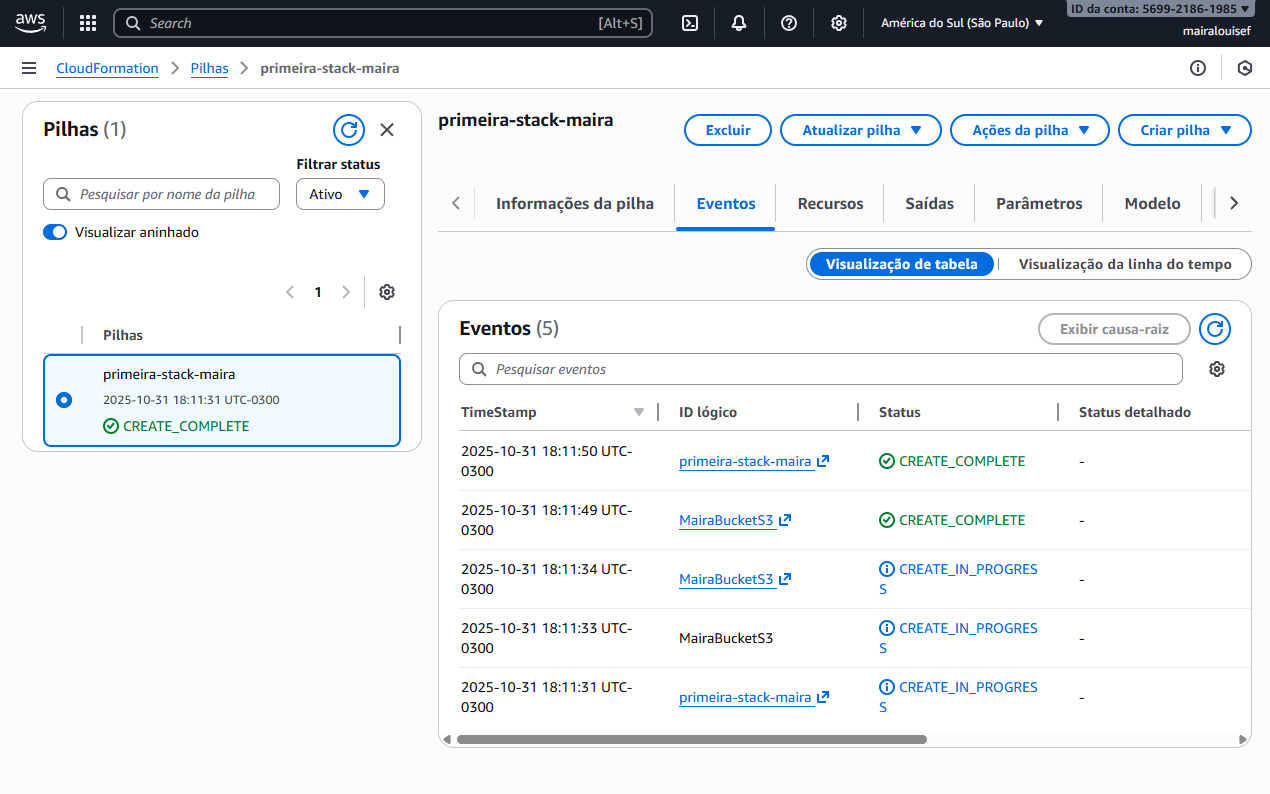 aws
Search
[Alt+S]
América do Sul (São Paulo)
ID da conta: 5699-2186-1985
mairalouisef
CloudFormation
Pilhas
primeira-stack-maira
Pilhas (1)
Filtrar status
Pesquisar por nome da pilha
Ativo
Visualizar aninhado
1
Pilhas
primeira-stack-maira
2025-10-31 18:11:31 UTC-0300
CREATE_COMPLETE
primeira-stack-maira
Excluir
Atualizar pilha
Ações da pilha
Criar pilha
Informações da pilha
Eventos
Recursos
Saídas
Parâmetros
Modelo
Visualização de tabela
Visualização da linha do tempo
Eventos (5)
Exibir causa-raiz
Pesquisar eventos
TimeStamp
ID lógico
Status
Status detalhado
2025-10-31 18:11:50 UTC-
0300
primeira-stack-maira
CREATE_COMPLETE
-
2025-10-31 18:11:49 UTC-
0300
MairaBucketS3
CREATE_COMPLETE
-
2025-10-31 18:11:34 UTC-
0300
MairaBucketS3
CREATE_IN_PROGRES
S
-
2025-10-31 18:11:33 UTC-
0300
MairaBucketS3
CREATE_IN_PROGRES
S
-
2025-10-31 18:11:31 UTC-
0300
primeira-stack-maira
CREATE_IN_PROGRES
S
-